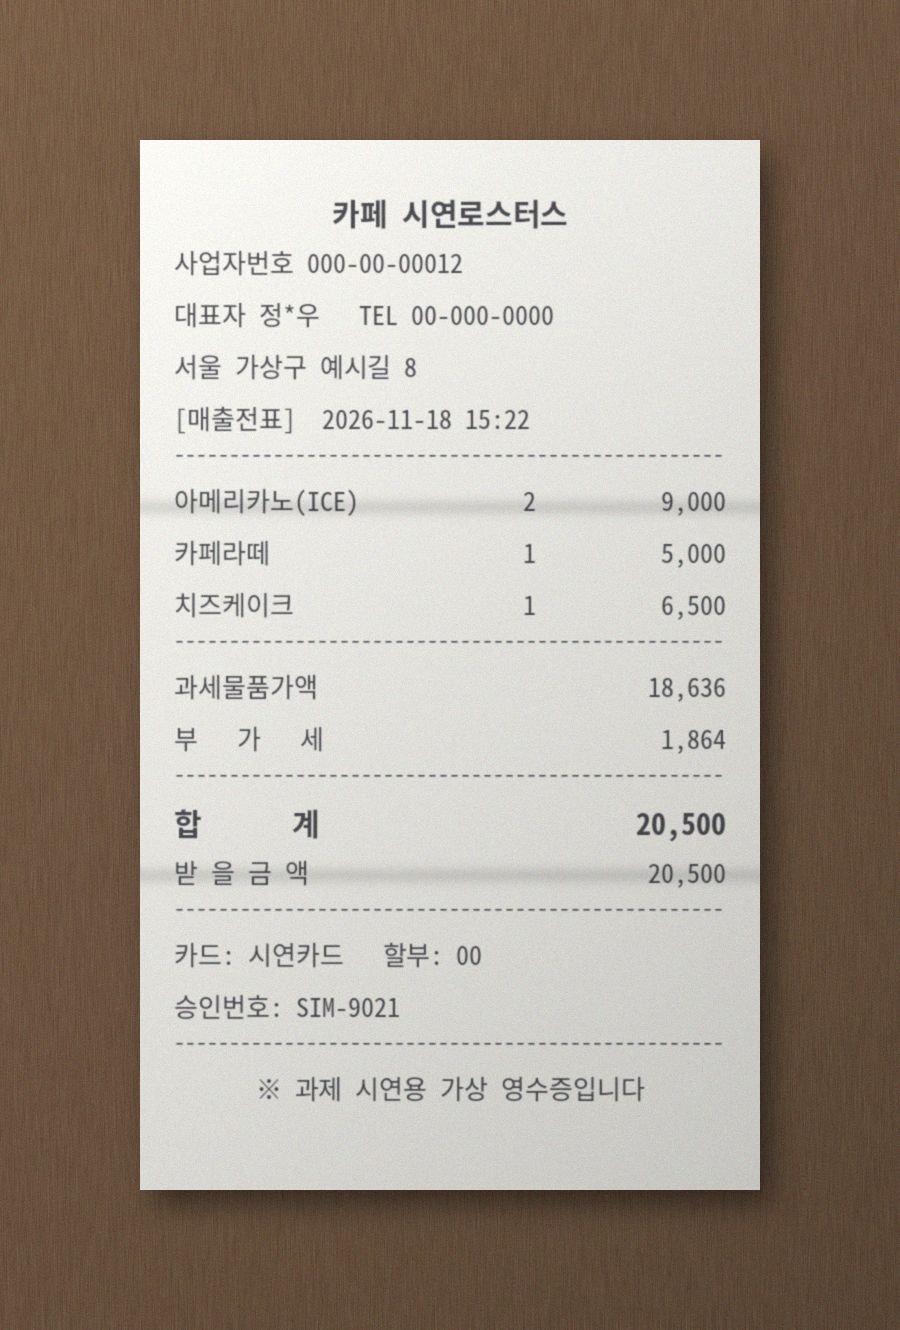 카페 시연로스터스
사업자번호 000-00-00012
대표자 정*우 TEL 00-000-0000
서울 가상구 예시길 8
[매출전표] 2026-11-18 15:22
아메리카노(ICE) 2 9,000
카페라떼 1 5,000
치즈케이크 1 6,500
과세물품가액 18,636
부 가 세 1,864
합 계 20,500
받을금액 20,500
카드: 시연카드 할부: 00
승인번호: SIM-9021
※ 과제 시연용 가상 영수증입니다